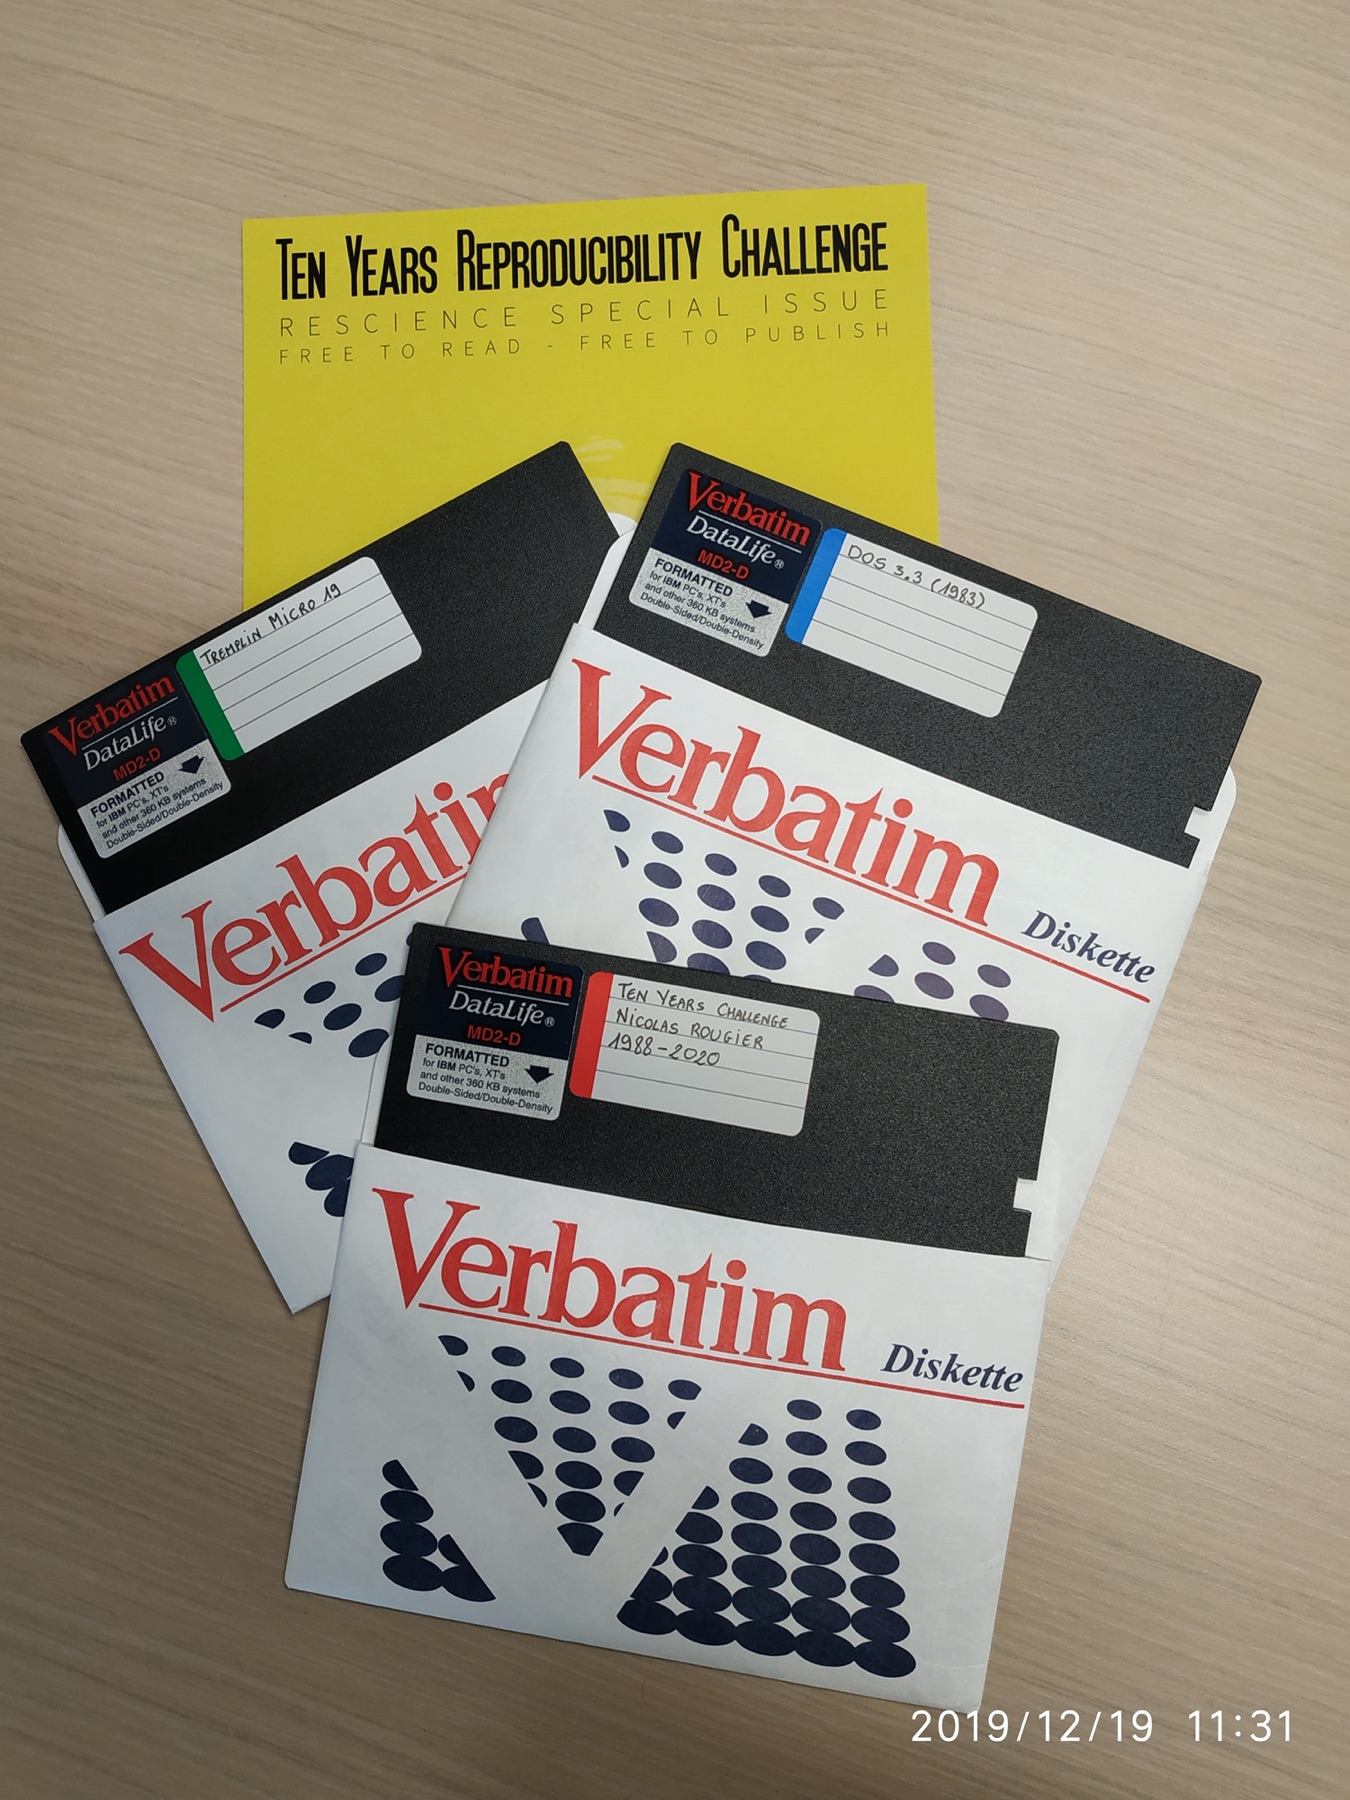 TEN YEARS REPRODUCIBILITY CHALLENGE
RESCIENCE SPECIAL ISSUE
FREE TO READ - FREE TO PUBLISH
Verbatim
DataLife®
MD2-D
FORMATTED
for IBM PC's, XT's
and other 360 KB systems
Double-Sided/Double-Density
TREMPLIN MICRO 19
Verbatim
Verbatim
DataLife®
MD2-D
FORMATTED
for IBM PC's, XT's
and other 360 KB systems
Double-Sided/Double-Density
DOS 3.3 (1983)
Verbatim
Diskette
Verbatim
DataLife®
MD2-D
FORMATTED
for IBM PC's, XT's
and other 360 KB systems
Double-Sided/Double-Density
TEN YEARS CHALLENGE
NICOLAS ROUGIER
1988-2020
Verbatim
Diskette
2019/12/19 11:31